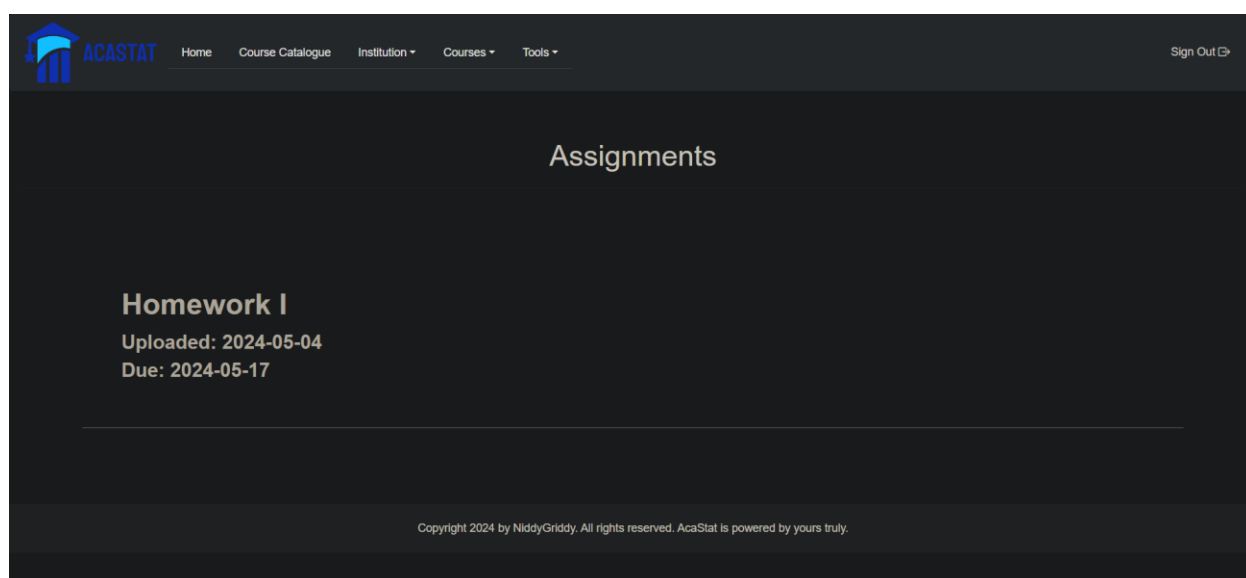 ACASTAT Home Course Catalogue Institution Courses Tools Sign Out
Assignments
Homework I
Uploaded: 2024-05-04
Due: 2024-05-17
Copyright 2024 by NiddyGriddy. All rights reserved. AcaStat is powered by yours truly.